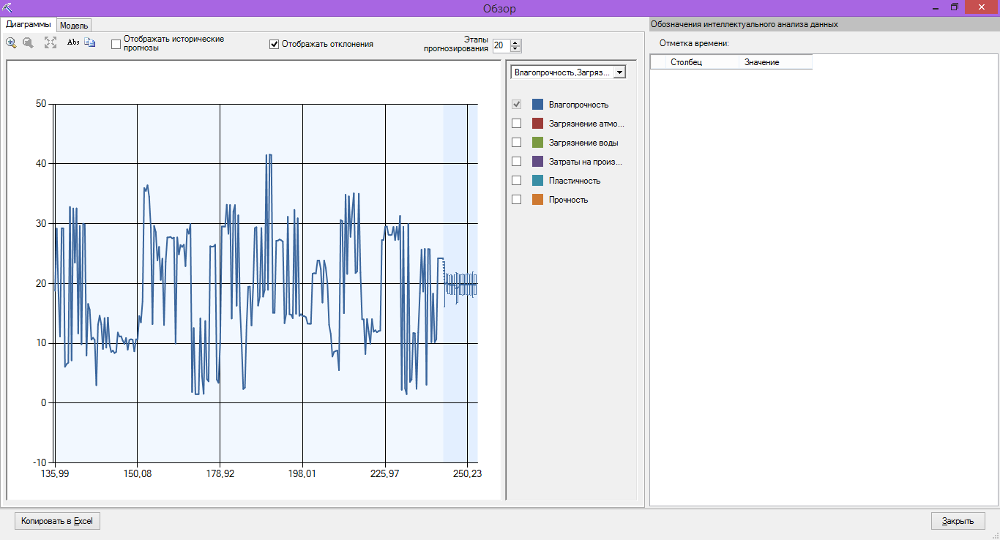 Обзор
Диаграммы
Модель
Обозначения интеллектуального анализа данных
Abs
Отображать исторические
прогнозы
Отображать отклонения
Этапы
прогнозирования
20
Отметка времени:
Столбец
Значение
Влагопрочность,Загряз...
Влагопрочность
Загрязнение атмо...
Загрязнение воды
Затраты на произ...
Пластичность
Прочность
50
40
30
20
10
0
-10
135,99
150,08
178,92
198,01
225,97
250,23
Копировать в Excel
Закрыть